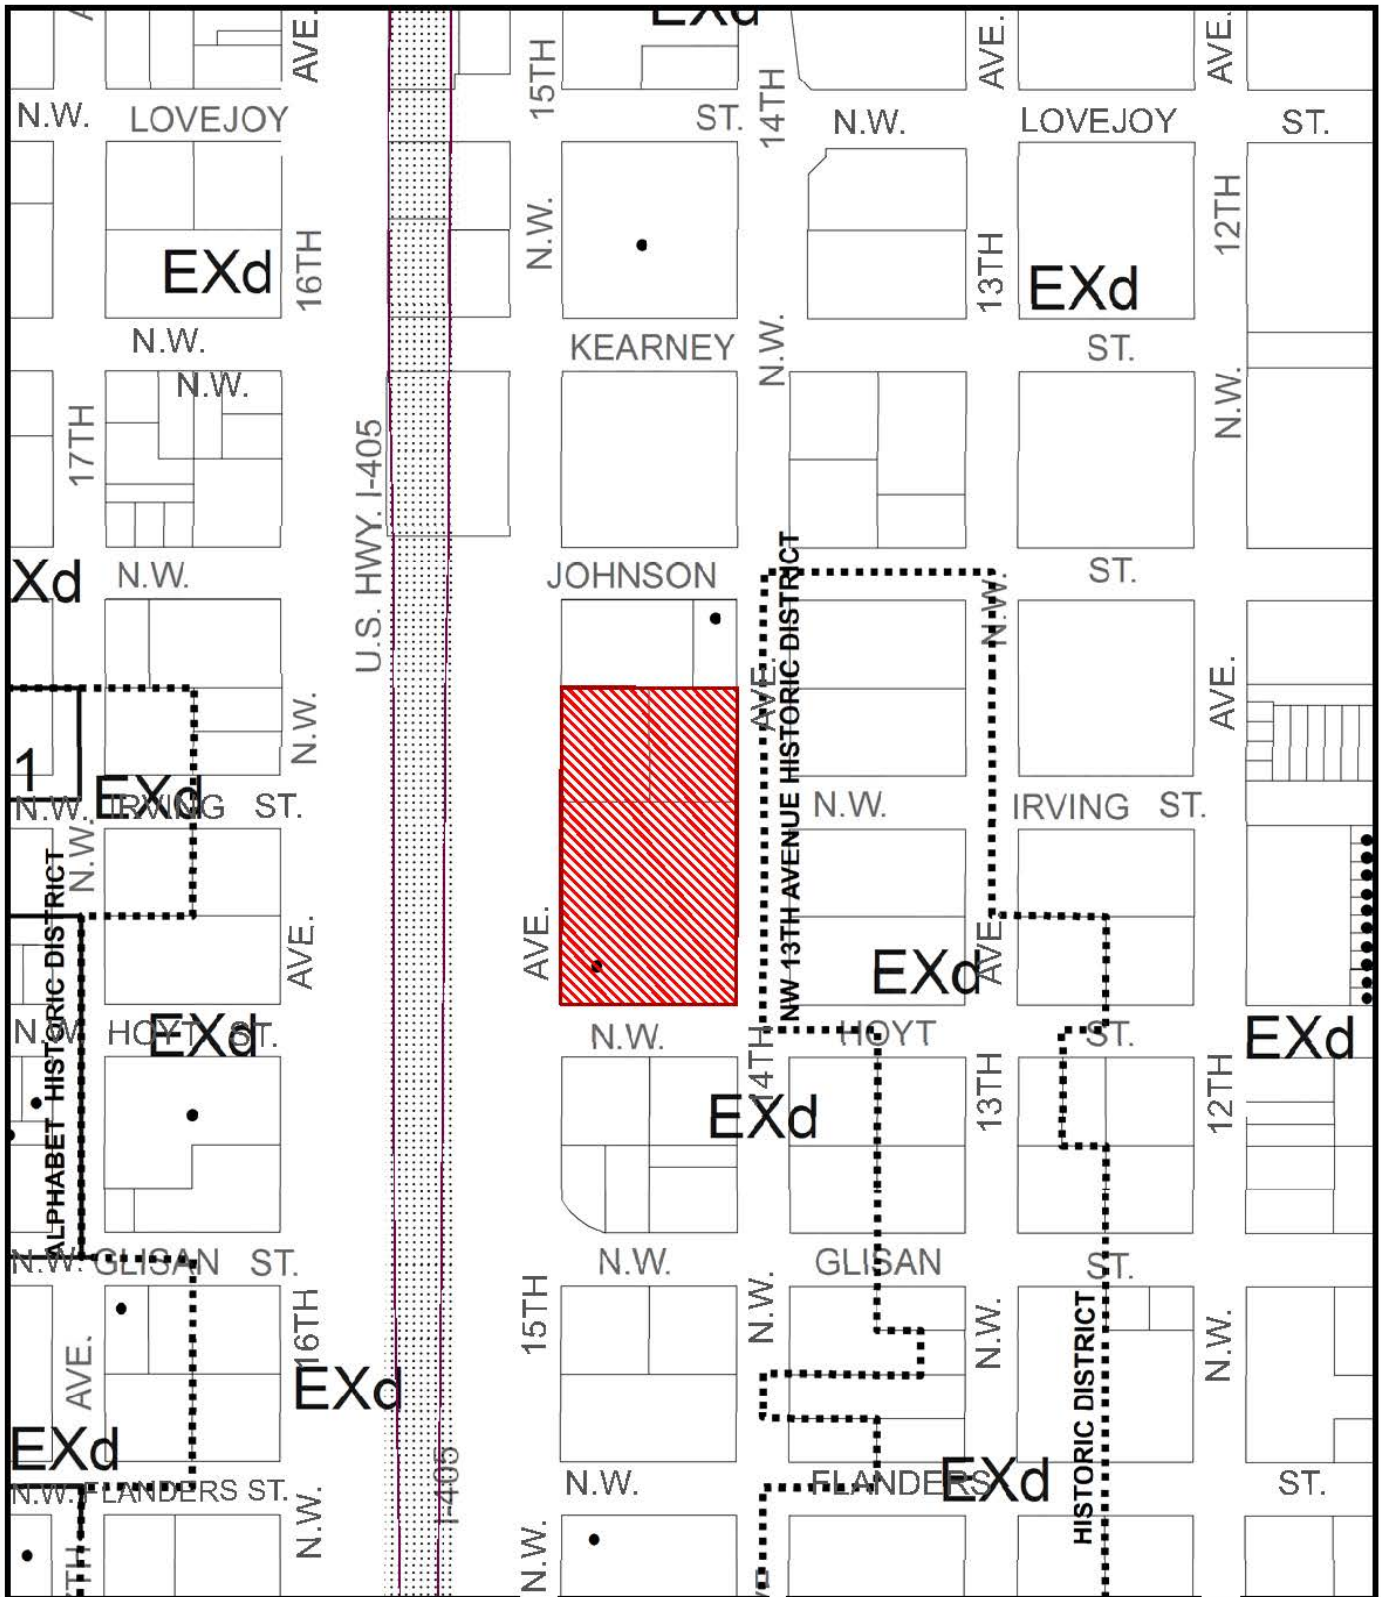 EXd
AVE.
15TH
AVE.
AVE.
N.W. LOVEJOY ST. 14TH N.W. LOVEJOY ST.
16TH
N.W.
13TH
12TH
EXd
EXd
N.W. KEARNEY N.W. ST.
N.W.
17TH
U.S. HWY. I-405
N.W.
Xd
N.W. JOHNSON ST.
N.W.
NW 13TH AVENUE HISTORIC DISTRICT
N.W.
AVE.
AVE.
1
EXd
N.W. IRVING ST. N.W. IRVING ST.
N.W.
ALPHABET HISTORIC DISTRICT
AVE.
AVE.
EXd
AVE.
N.W. HOYT ST. N.W. HOYT ST.
EXd
EXd
14TH
13TH
12TH
EXd
N.W. GLISAN ST. N.W. GLISAN ST.
16TH
15TH
N.W.
N.W.
N.W.
AVE.
EXd
HISTORIC DISTRICT
EXd
I-405
EXd
N.W. FLANDERS ST. N.W. FLANDERS ST.
N.W.
N.W.